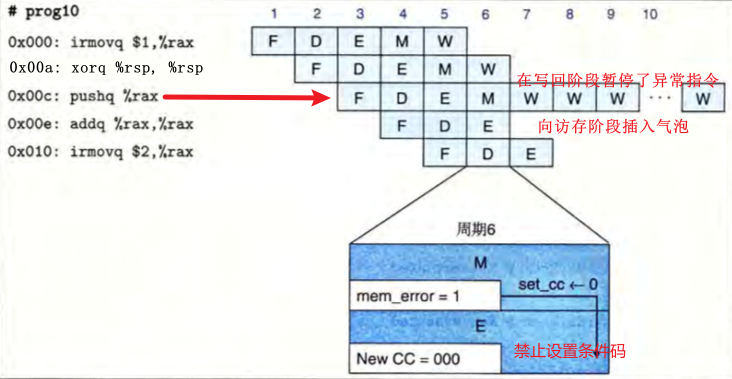 # prog10
1 2 3 4 5 6 7 8 9 10
0x000: irmovq $1,%rax F D E M W
0x00a: xorq %rsp, %rsp F D E M W
在写回阶段暂停了异常指令
0x00c: pushq %rax F D E M W W W ... W
0x00e: addq %rax,%rax F D E
向访存阶段插入气泡
0x010: irmovq $2,%rax F D E
周期6
M
set_cc ← 0
mem_error = 1
E
New CC = 000
禁止设置条件码